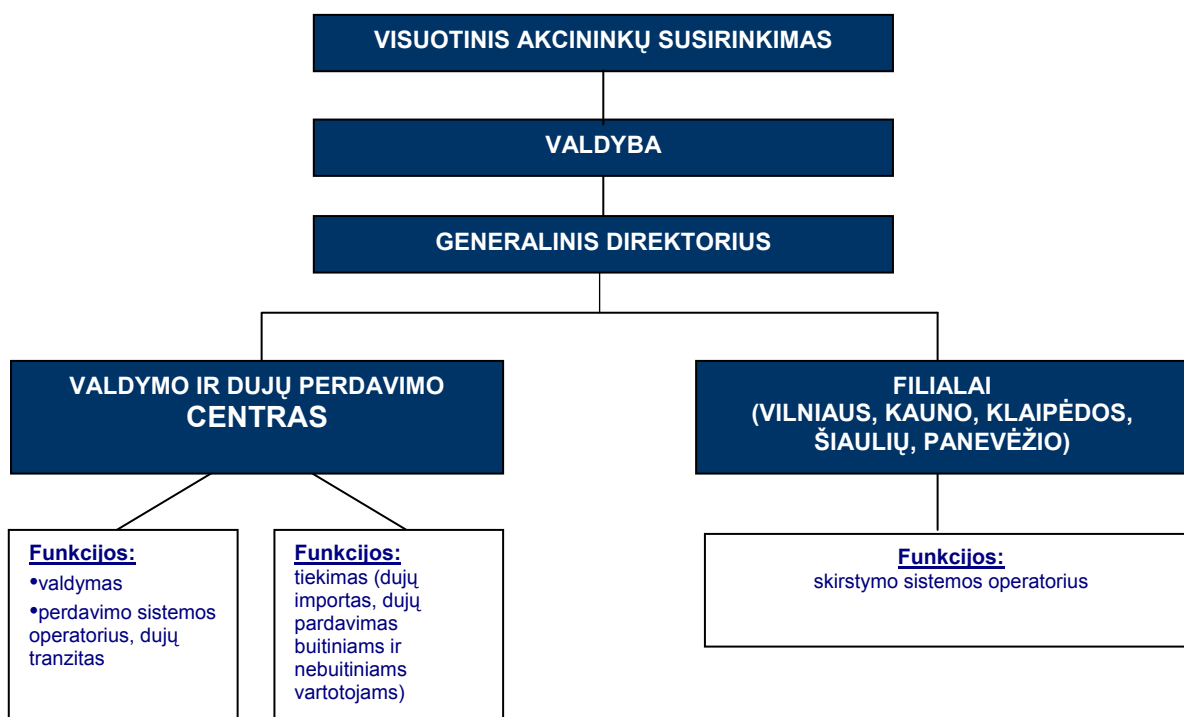 VISUOTINIS AKCININKŲ SUSIRINKIMAS
VALDYBA
GENERALINIS DIREKTORIUS
VALDYMO IR DUJŲ PERDAVIMO
CENTRAS
FILIALAI
(VILNIAUS, KAUNO, KLAIPĖDOS,
ŠIAULIŲ, PANEVĖŽIO)
Funkcijos:
•valdymas
•perdavimo sistemos
operatorius, dujų
tranzitas
Funkcijos:
tiekimas (dujų
importas, dujų
pardavimas
buitiniams ir
nebuitiniams
vartotojams)
Funkcijos:
skirstymo sistemos operatorius